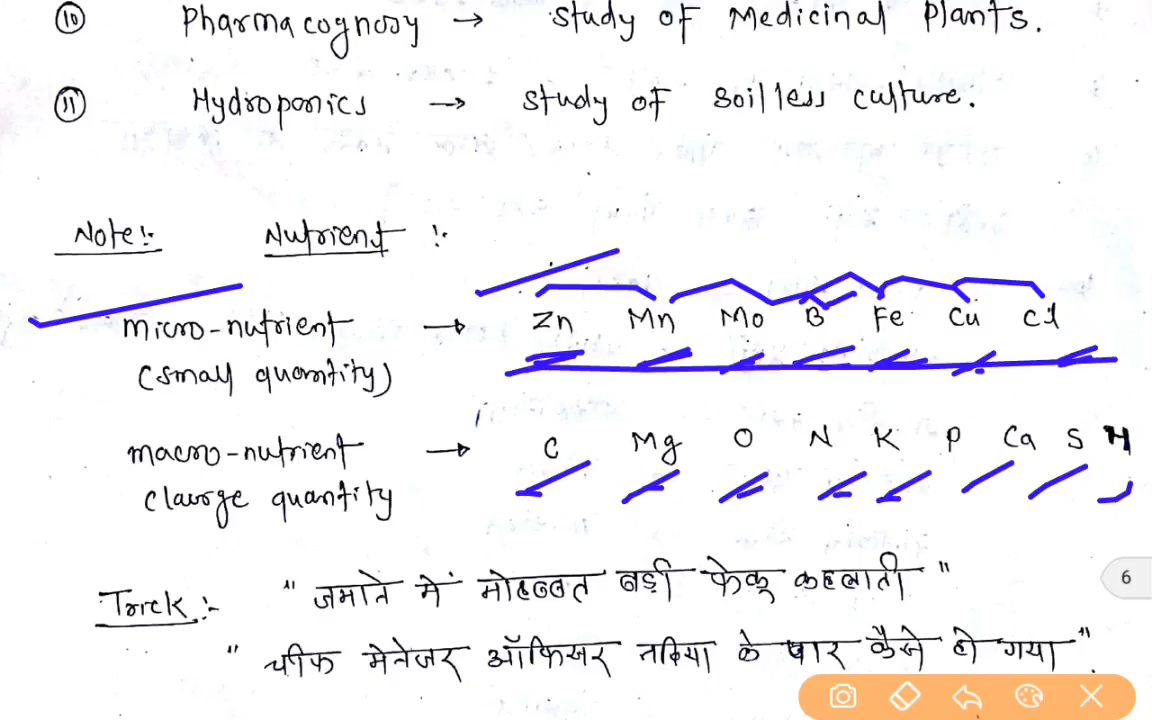 ⑩ Pharmacognosy → study of Medicinal Plants.
⑪ Hydroponics → study of soilless culture.
Note:- Nutrient :-
micro-nutrient → Zn Mn Mo B Fe Cu Cl
(small quantity)
macro-nutrient → C Mg O N K P Ca S H
(large quantity
Trick :- "जमाने में मोहब्बत बड़ी फेकू कहलाती"
"चीफ मेनेजर ऑफिसर नदिया के पार कैसे हो गया"
6